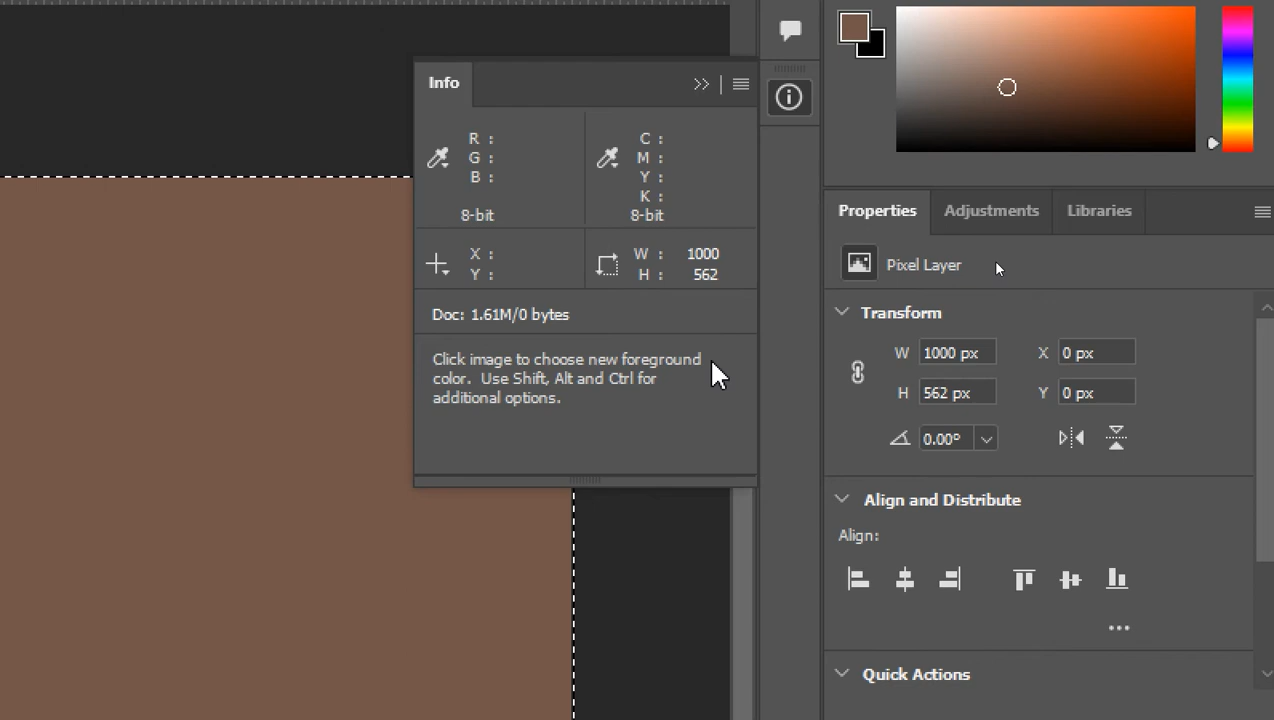 Info
R :
G :
B :
8-bit
C :
M :
Y :
K :
8-bit
X :
Y :
W : 1000
H : 562
Doc: 1.61M/0 bytes
Click image to choose new foreground
color. Use Shift, Alt and Ctrl for
additional options.
Properties Adjustments Libraries
Pixel Layer
Transform
W 1000 px X 0 px
H 562 px Y 0 px
0.00°
Align and Distribute
Align:
Quick Actions